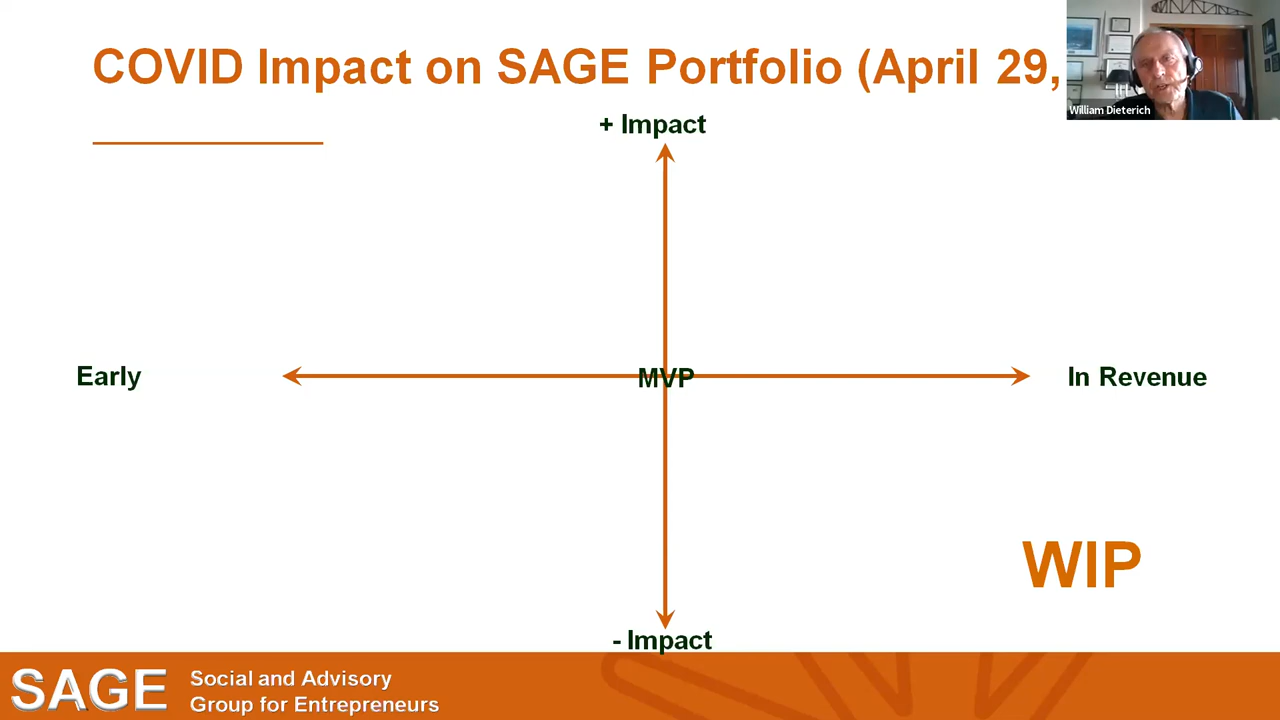 COVID Impact on SAGE Portfolio (April 29,
William Dieterich
+ Impact
Early
MVP
In Revenue
WIP
- Impact
SAGE
Social and Advisory
Group for Entrepreneurs